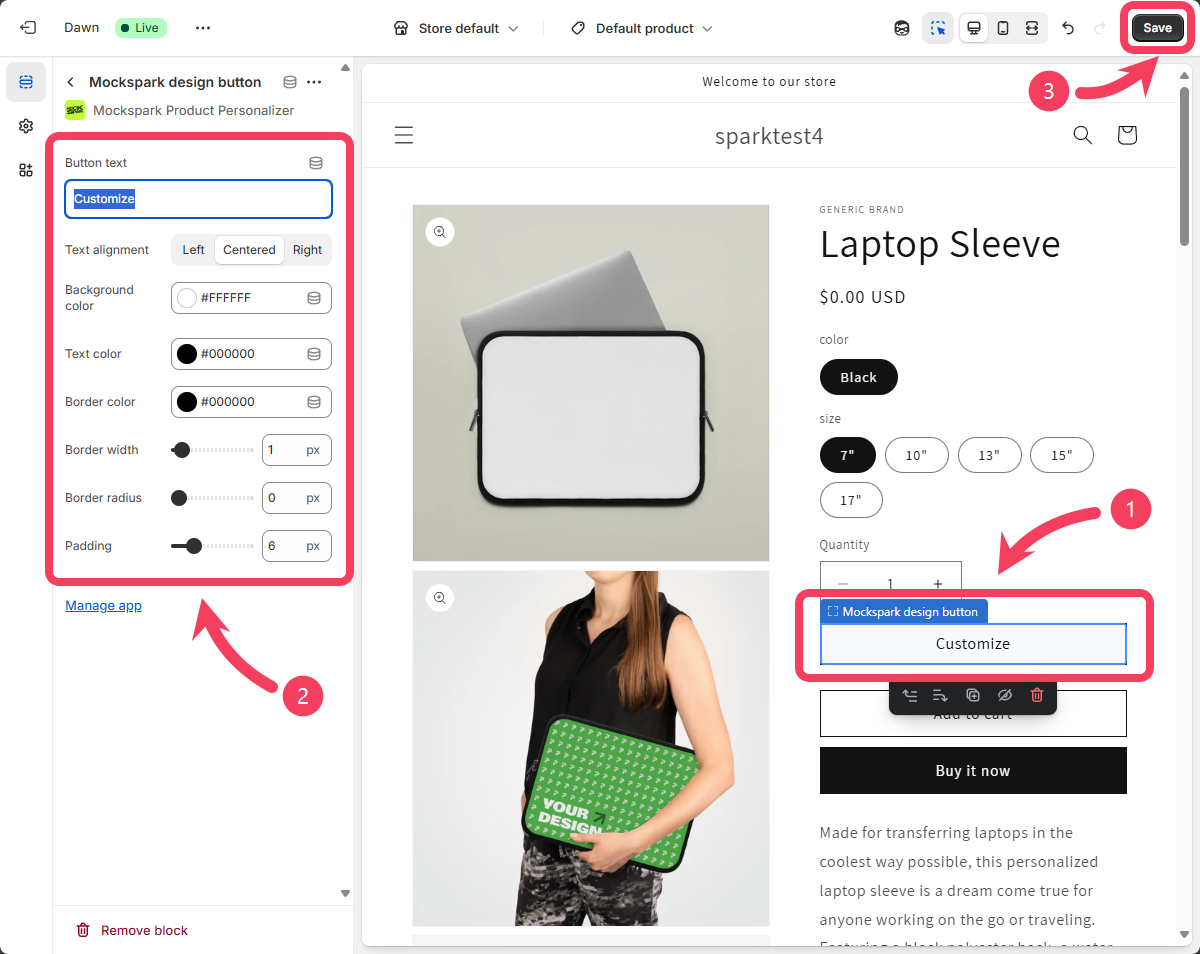 Dawn
Live
Store default
Default product
Save
3
Mockspark design button
Mockspark Product Personalizer
Button text
Customize
Text alignment
Left
Centered
Right
Background color
#FFFFFF
Text color
#000000
Border color
#000000
Border width
1
px
Border radius
0
px
Padding
6
px
Manage app
2
Remove block
Welcome to our store
sparktest4
GENERIC BRAND
Laptop Sleeve
$0.00 USD
color
Black
size
7"
10"
13"
15"
17"
1
Quantity
1
Mockspark design button
Customize
Add to cart
Buy it now
YOUR
DESIGN
Made for transferring laptops in the
coolest way possible, this personalized
laptop sleeve is a dream come true for
anyone working on the go or traveling.
Featuring a black polyester back, a water